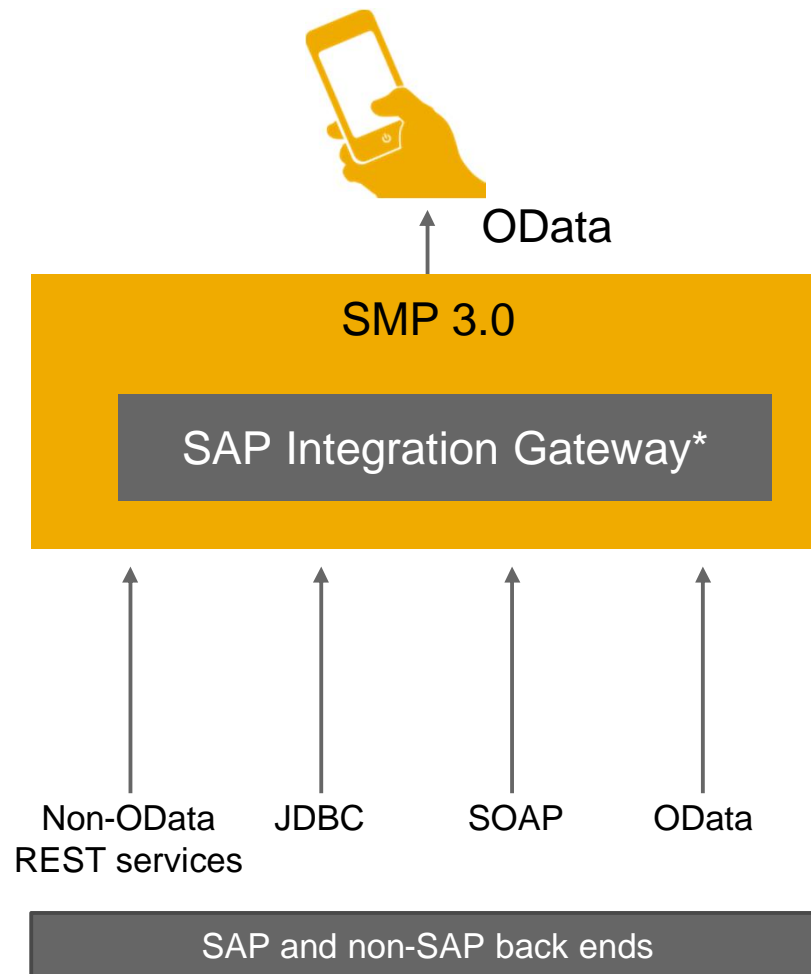 OData
SMP 3.0
SAP Integration Gateway*
Non-OData JDBC SOAP OData
REST services
SAP and non-SAP back ends